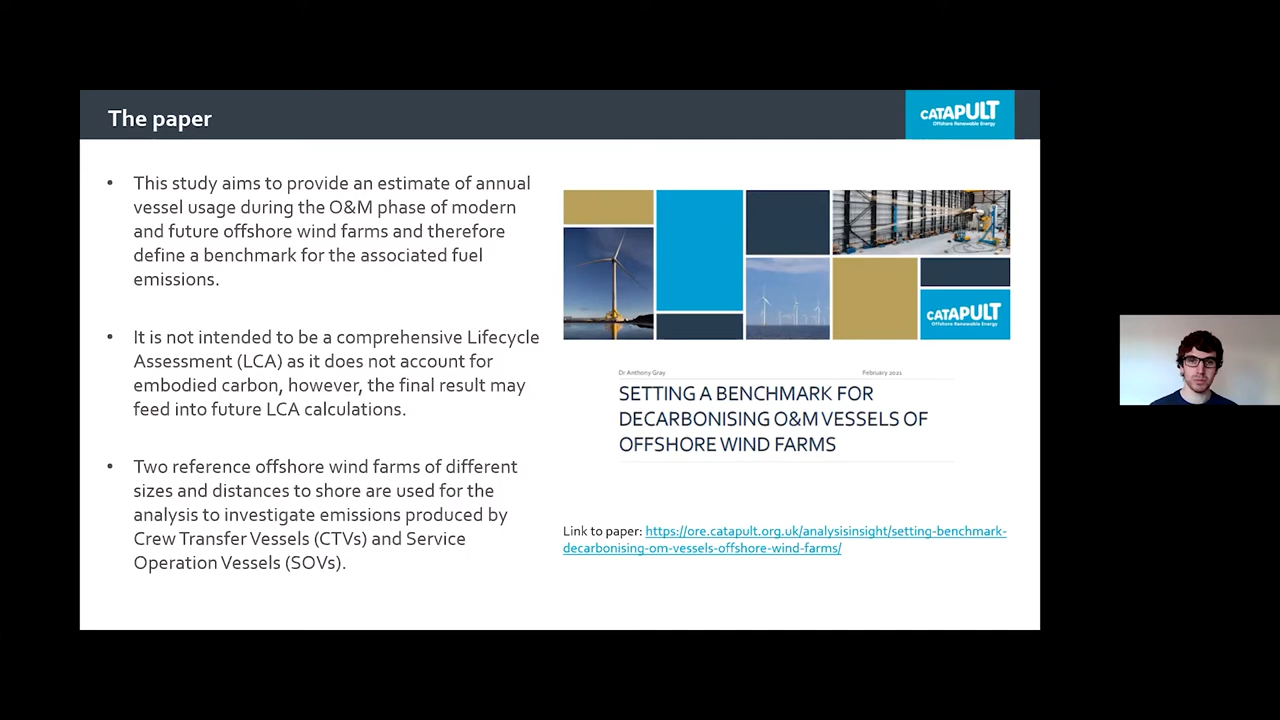 The paper
CATAPULT
Offshore Renewable Energy
• This study aims to provide an estimate of annual
vessel usage during the O&M phase of modern
and future offshore wind farms and therefore
define a benchmark for the associated fuel
emissions.
• It is not intended to be a comprehensive Lifecycle
Assessment (LCA) as it does not account for
embodied carbon, however, the final result may
feed into future LCA calculations.
• Two reference offshore wind farms of different
sizes and distances to shore are used for the
analysis to investigate emissions produced by
Crew Transfer Vessels (CTVs) and Service
Operation Vessels (SOVs).
CATAPULT
Offshore Renewable Energy
Dr Anthony Gray February 2021
SETTING A BENCHMARK FOR
DECARBONISING O&M VESSELS OF
OFFSHORE WIND FARMS
Link to paper: https://ore.catapult.org.uk/analysisinsight/setting-benchmark-
decarbonising-om-vessels-offshore-wind-farms/